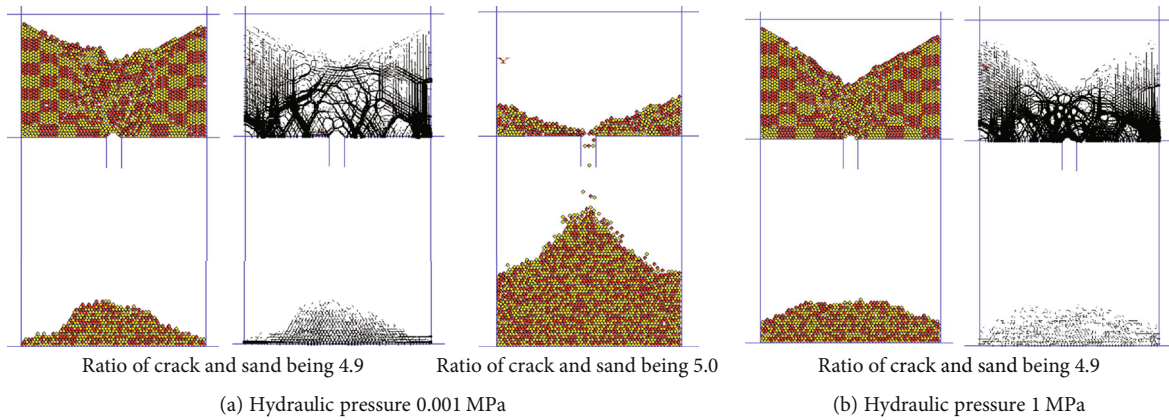 Y
Ratio of crack and sand being 4.9
Ratio of crack and sand being 5.0
Ratio of crack and sand being 4.9
(a) Hydraulic pressure 0.001 MPa
(b) Hydraulic pressure 1 MPa